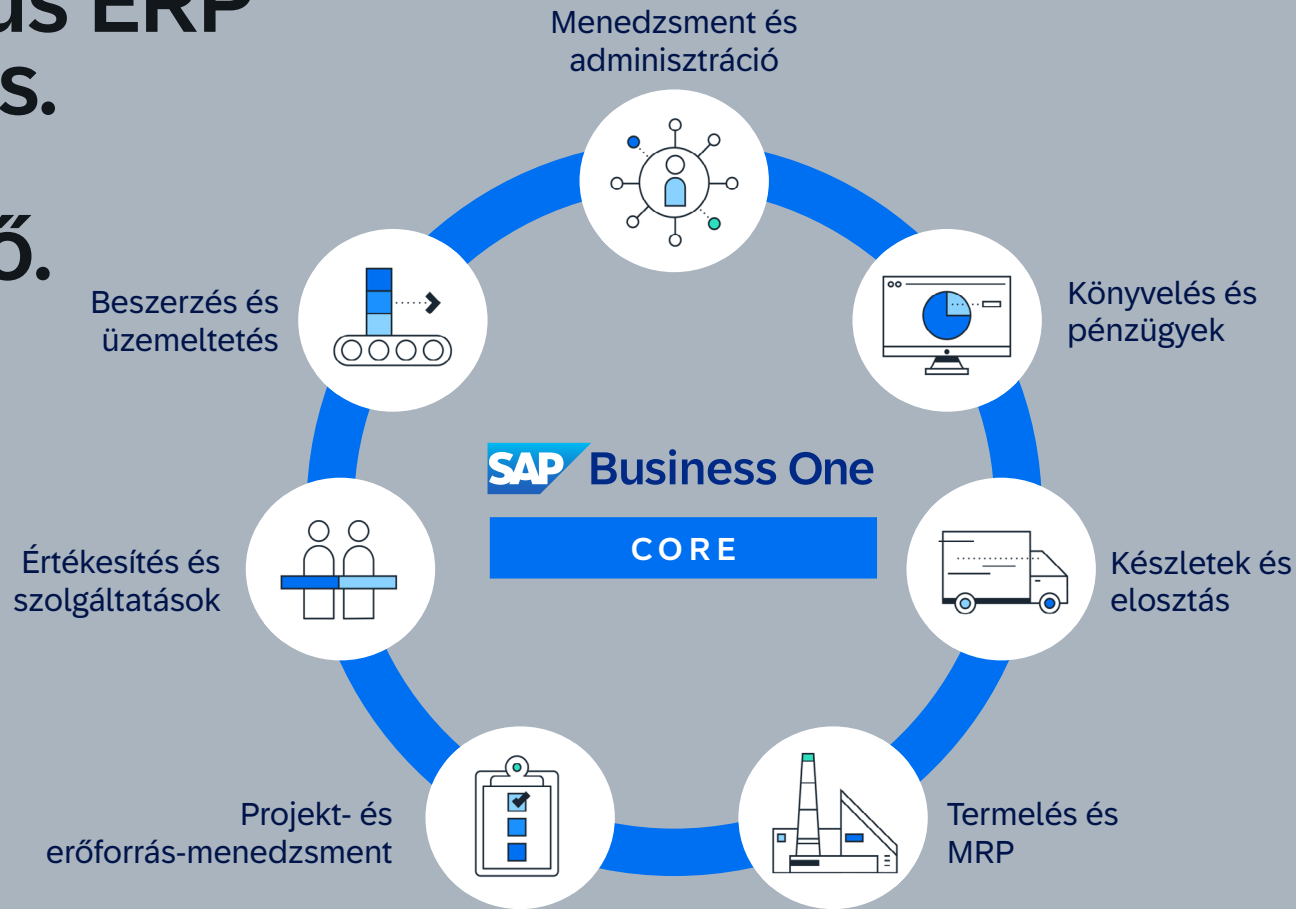 ERP
s.
ő.
Menedzsment és
adminisztráció
Könyvelés és
pénzügyek
Készletek és
elosztás
Termelés és
MRP
Projekt- és
erőforrás-menedzsment
Értékesítés és
szolgáltatások
Beszerzés és
üzemeltetés
SAP Business One
CORE